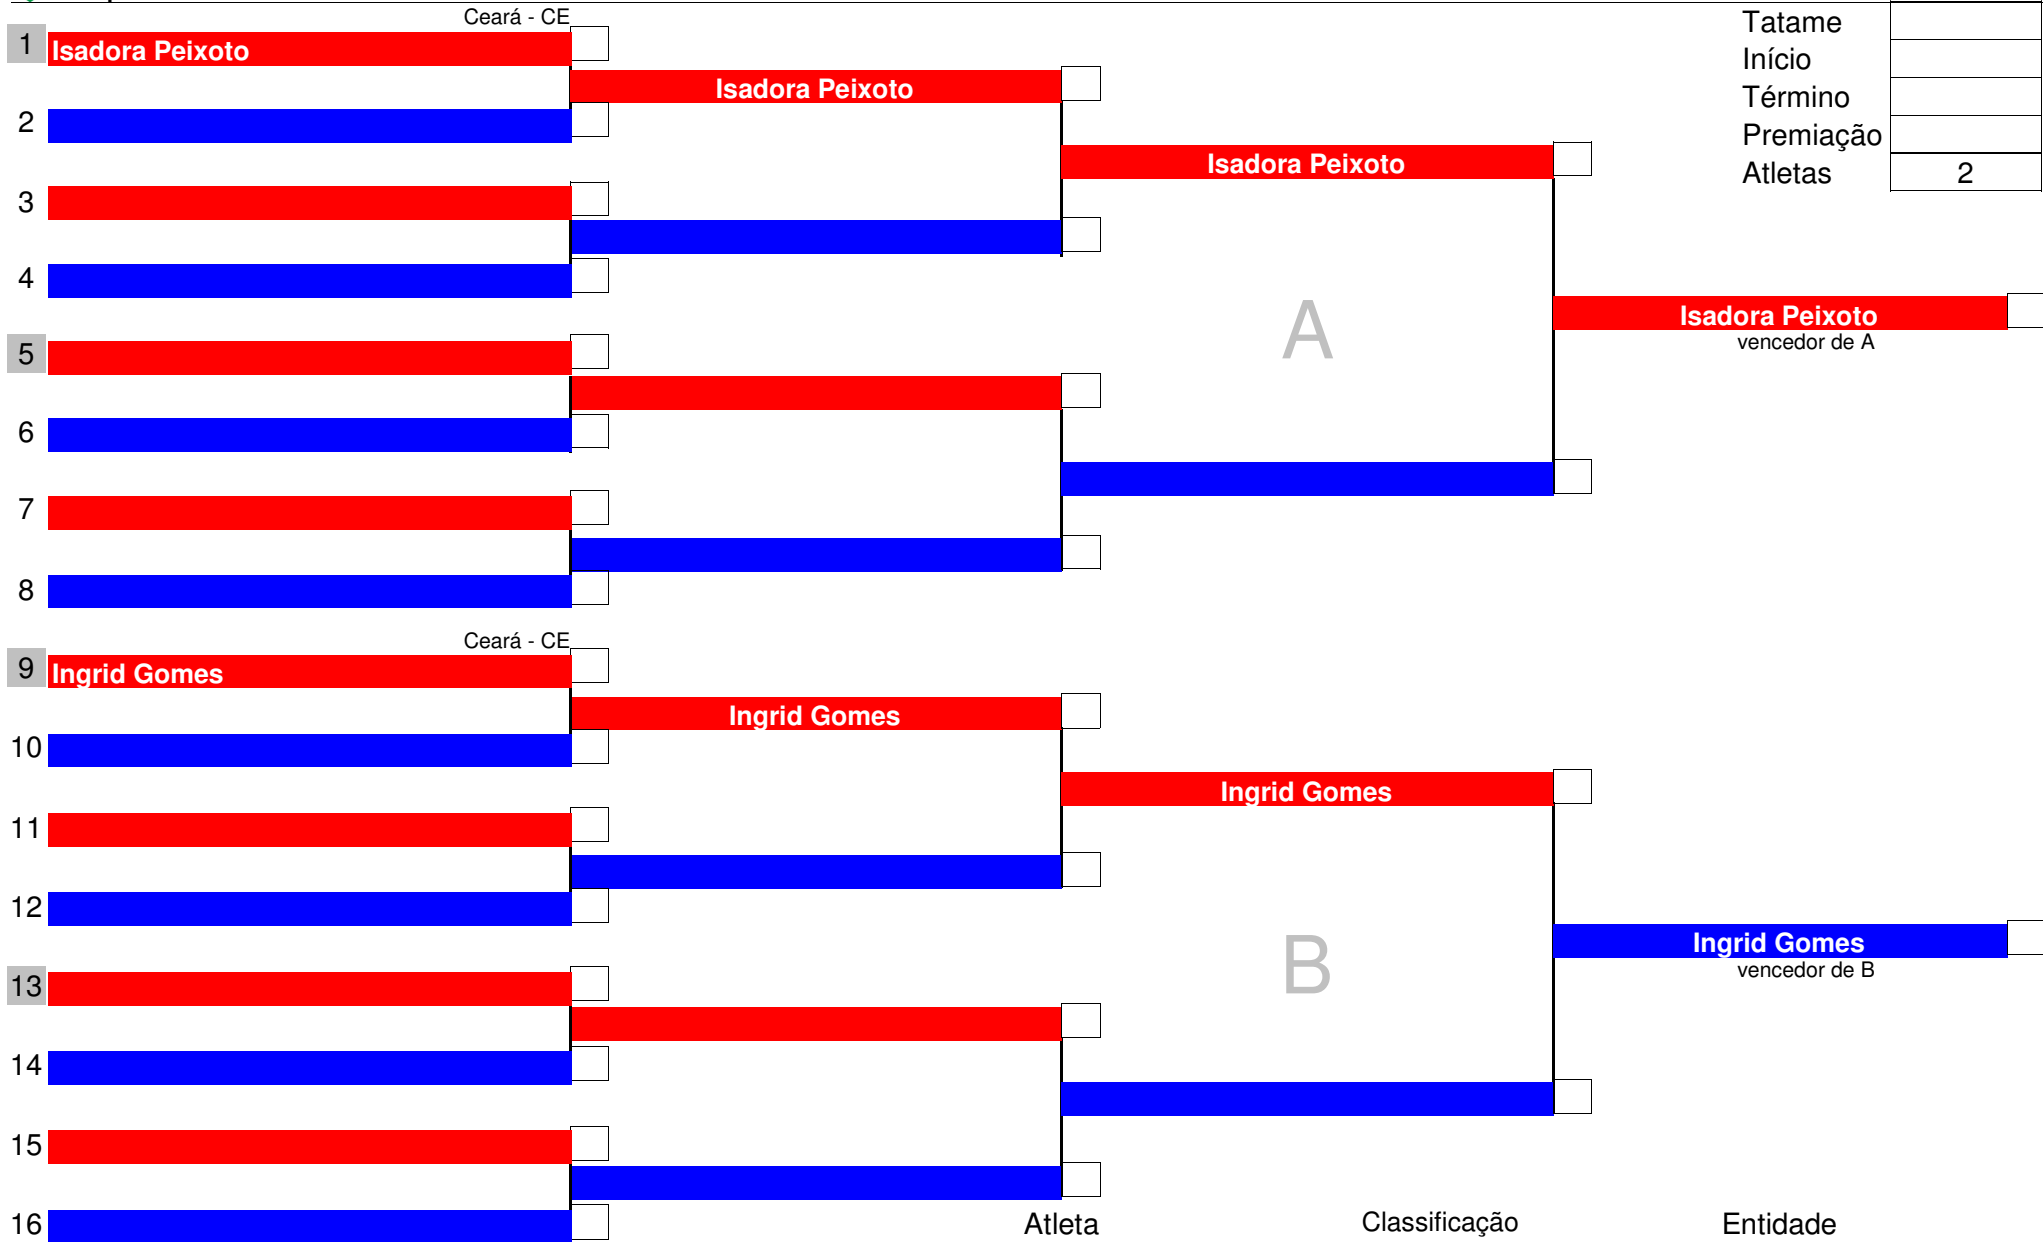 Ceará - CE
Tatame
1 Isadora Peixoto
Início
Isadora Peixoto
Término
2
Premiação
Isadora Peixoto
Atletas 2
3
4
A
Isadora Peixoto
vencedor de A
5
6
7
8
Ceará - CE
9 Ingrid Gomes
Ingrid Gomes
10
Ingrid Gomes
11
12
B
Ingrid Gomes
vencedor de B
13
14
15
16
Atleta Classificação Entidade